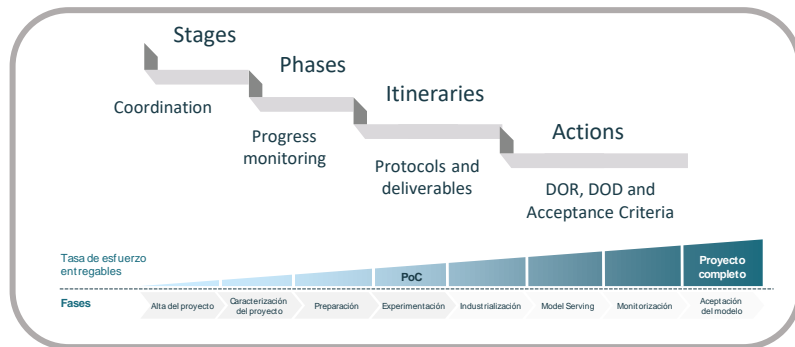 Stages
Coordination
Phases
Progress
monitoring
Itineraries
Protocols and
deliverables
Actions
DOR, DOD and
Acceptance Criteria
Tasa de esfuerzo
entregables
PoC
Proyecto
completo
Fases
Alta del proyecto
Caracterización
del proyecto
Preparación
Experimentación
Industrialización
Model Serving
Monitorización
Aceptación
del modelo